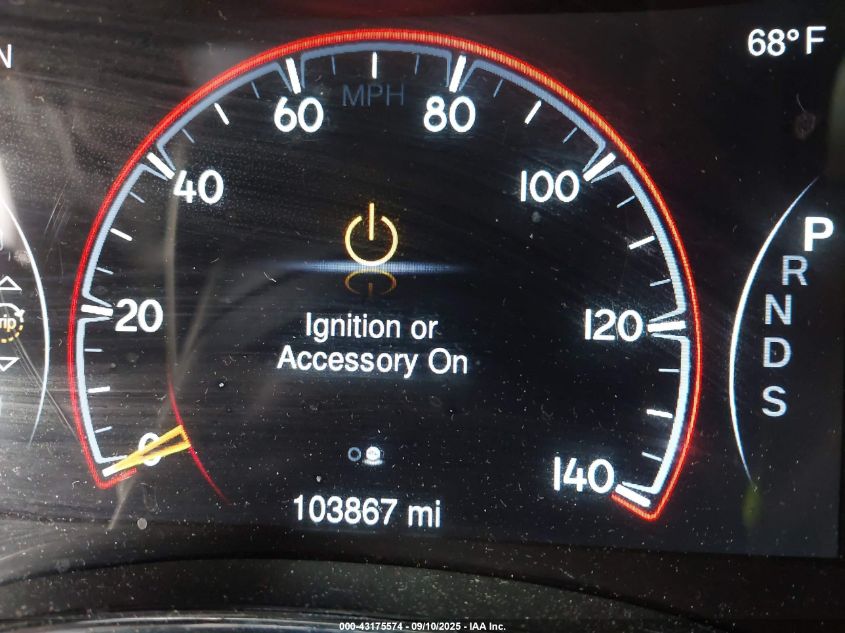 N
68°F
MPH
60
80
40
100
P
R
20
120
N
Ignition or
Accessory On
D
S
0
140
103867 mi
000-43175574 - 09/10/2025 - IAA Inc.